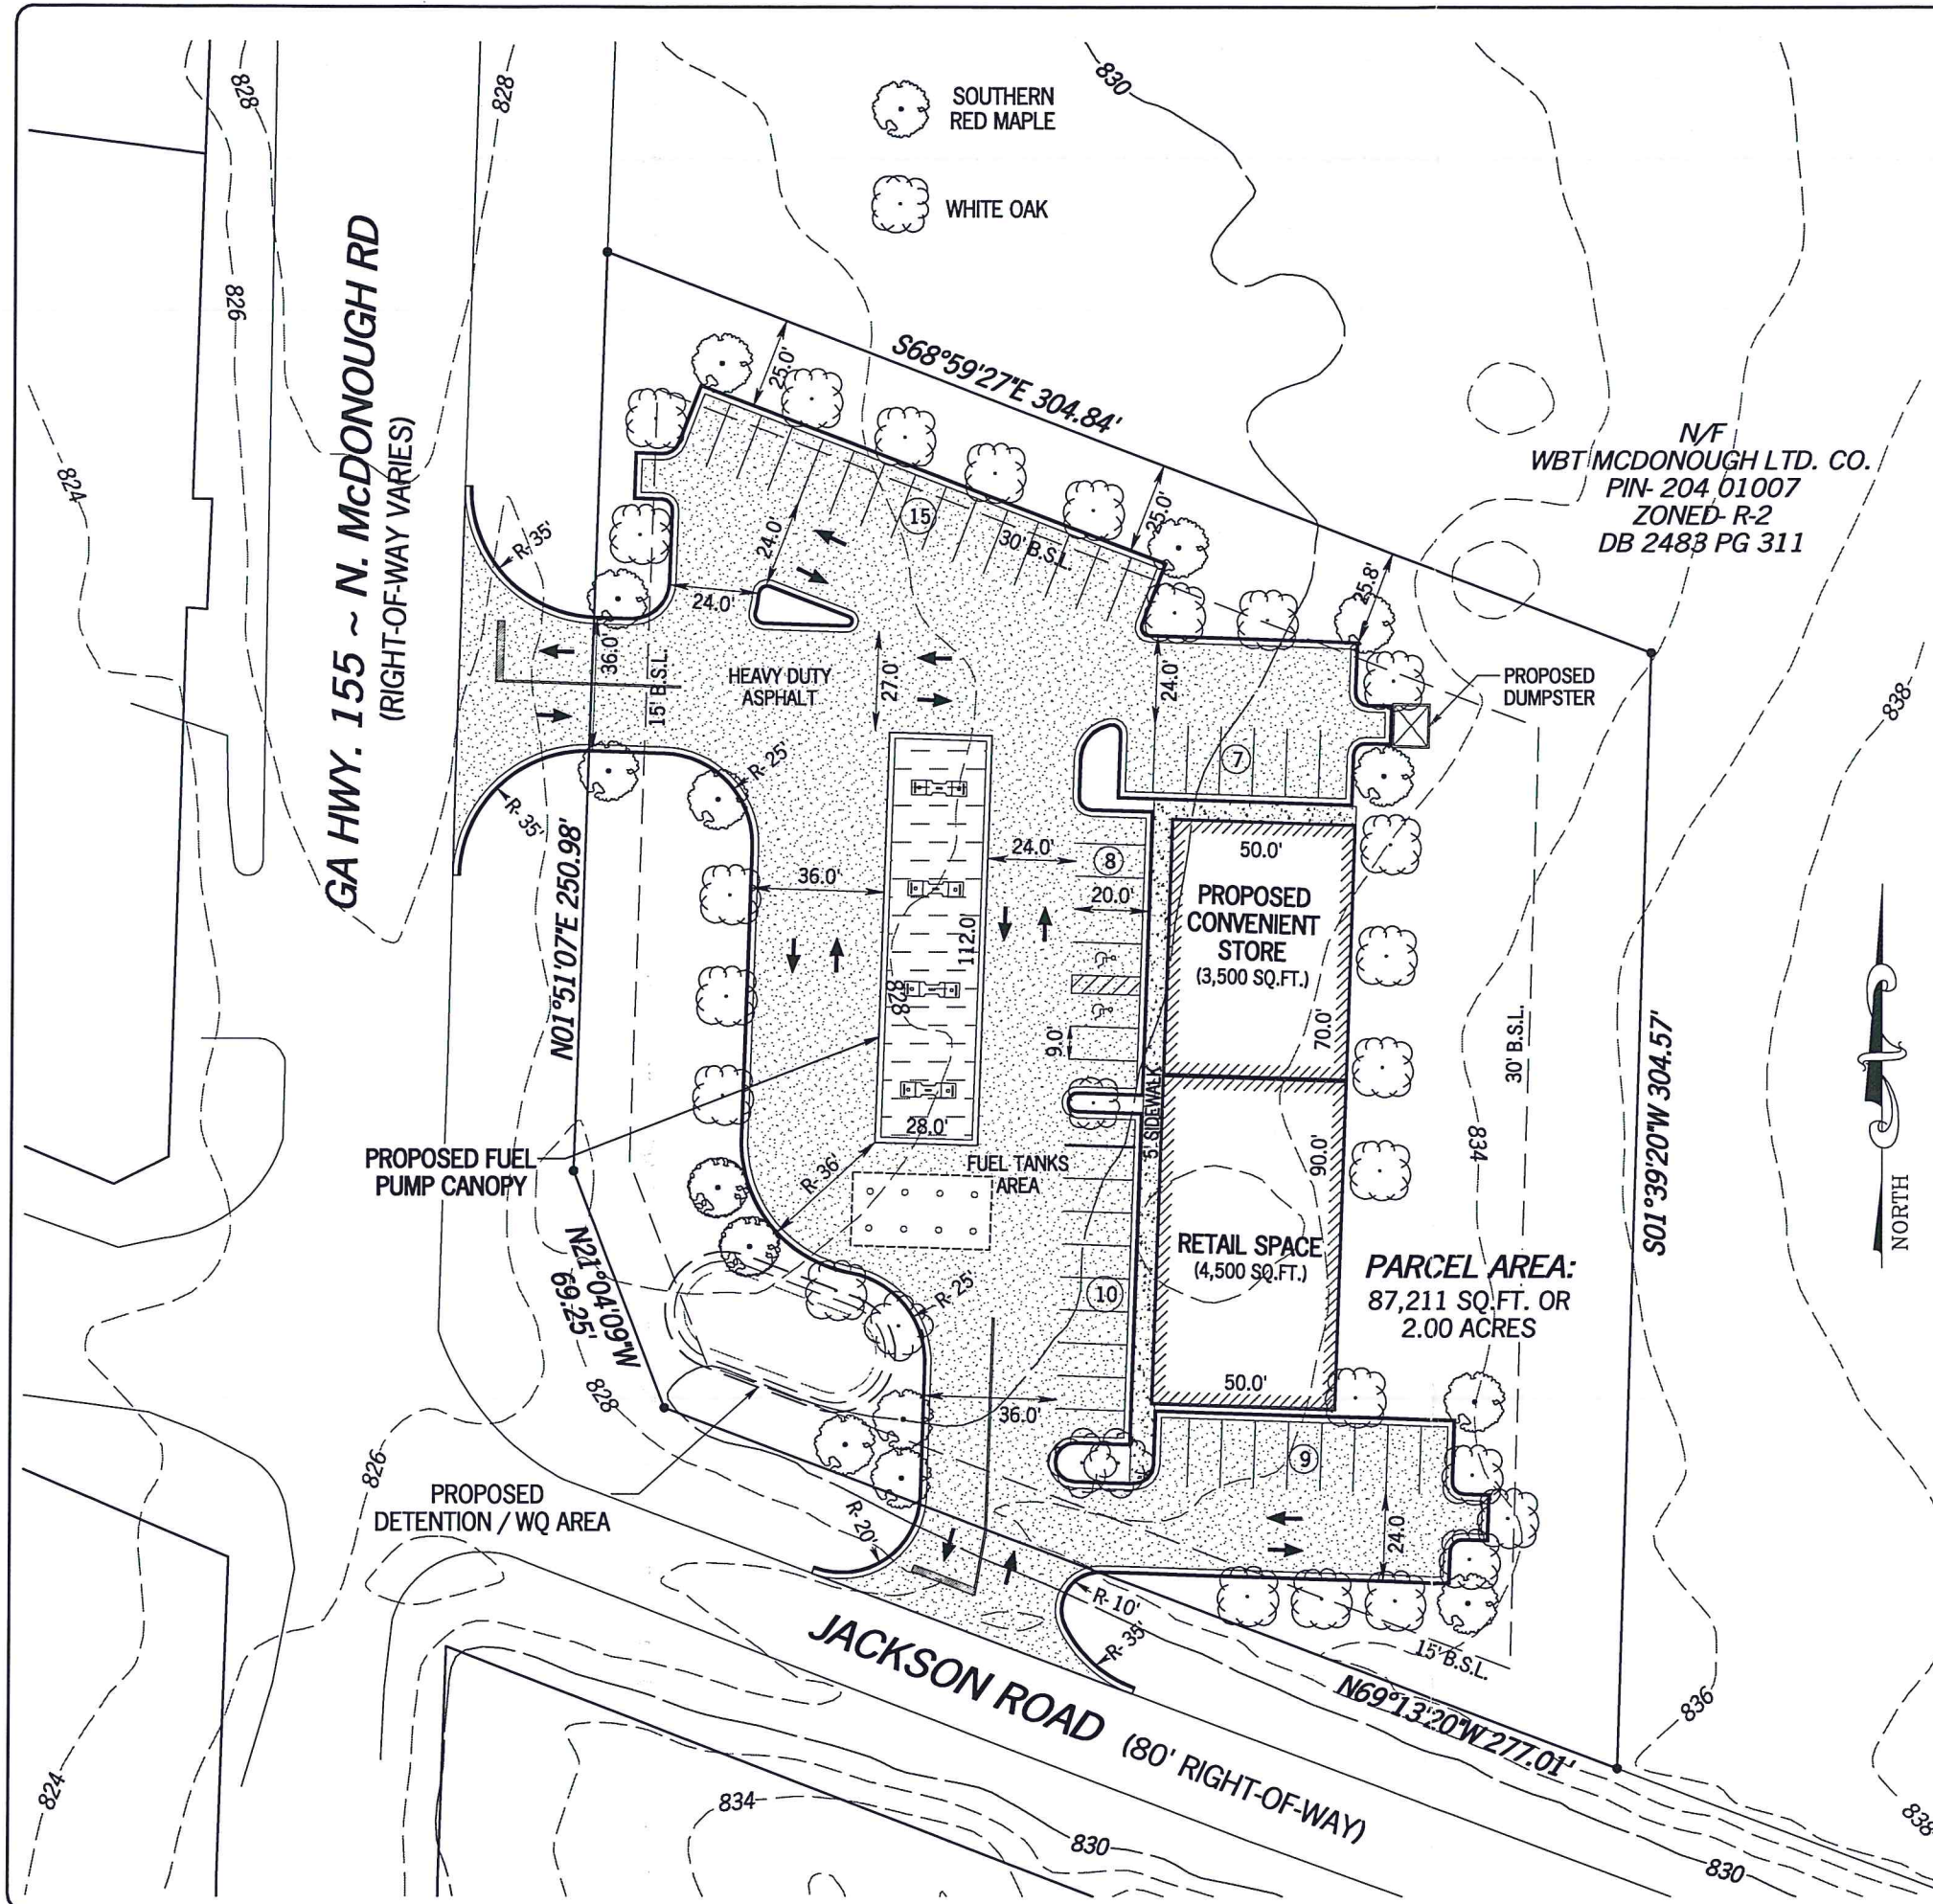 SOUTHERN
RED MAPLE
WHITE OAK
830
828
828
826
824
GA HWY. 155 ~ N. McDONOUGH RD
(RIGHT-OF-WAY VARIES)
S68°59'27"E 304.84'
25.0'
25.0'
25.8'
N/F
WBT MCDONOUGH LTD. CO.
PIN- 204 01007
ZONED- R-2
DB 2483 PG 311
R-35'
24.0'
15
30' B.S.L.
24.0'
36.0'
15' B.S.L.
HEAVY DUTY
ASPHALT
27.0'
24.0'
PROPOSED
DUMPSTER
838
7
R-25'
R-35'
N01°51'07"E 250.98'
36.0'
24.0'
8
20.0'
50.0'
PROPOSED
CONVENIENT
STORE
(3,500 SQ.FT.)
70.0'
112.0'
828
9.0'
28.0'
5' SIDEWALK
30' B.S.L.
834
S01°39'20"W 304.57'
NORTH
PROPOSED FUEL
PUMP CANOPY
FUEL TANKS
AREA
R-36'
90.0'
RETAIL SPACE
(4,500 SQ.FT.)
50.0'
PARCEL AREA:
87,211 SQ.FT. OR
2.00 ACRES
N21°04'09"W
69.25'
R-25'
10
36.0'
828
826
PROPOSED
DETENTION / WQ AREA
9
24.0
R-20'
R-10'
R-35'
15' B.S.L.
N69°13'20"W 277.01'
JACKSON ROAD (80' RIGHT-OF-WAY)
836
824
834
830
830
838